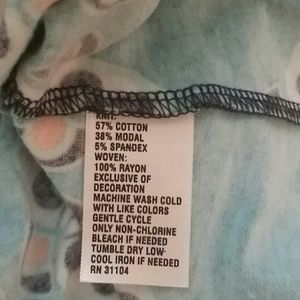 KNIT:
57% COTTON
38% MODAL
5% SPANDEX
WOVEN:
100% RAYON
EXCLUSIVE OF
DECORATION
MACHINE WASH COLD
WITH LIKE COLORS
GENTLE CYCLE
ONLY NON-CHLORINE
BLEACH IF NEEDED
TUMBLE DRY LOW-
COOL IRON IF NEEDED
RN 31104